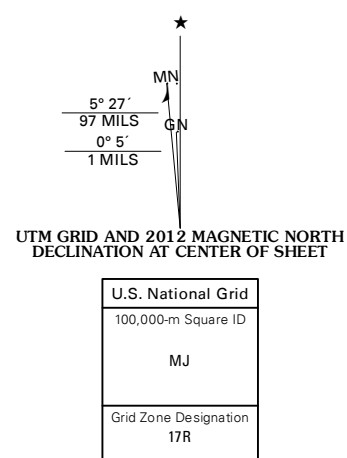 ★
MN
5° 27´
97 MILS
GN
0° 5´
1 MILS
UTM GRID AND 2012 MAGNETIC NORTH
DECLINATION AT CENTER OF SHEET
U.S. National Grid
100,000-m Square ID
MJ
Grid Zone Designation
17R